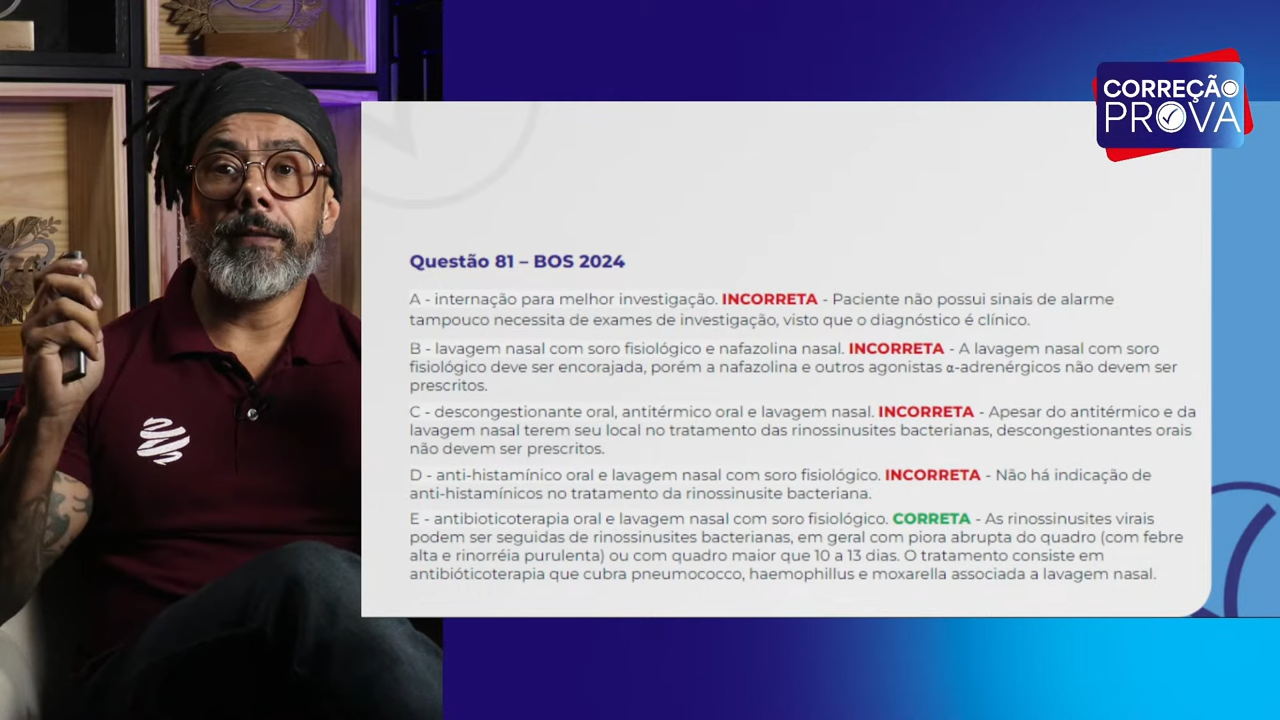 CORREÇÃO
PROVA
Questão 81 – BOS 2024
A - internação para melhor investigação. INCORRETA - Paciente não possui sinais de alarme
tampouco necessita de exames de investigação, visto que o diagnóstico é clínico.
B - lavagem nasal com soro fisiológico e nafazolina nasal. INCORRETA - A lavagem nasal com soro
fisiológico deve ser encorajada, porém a nafazolina e outros agonistas α-adrenérgicos não devem ser
prescritos.
C - descongestionante oral, antitérmico oral e lavagem nasal. INCORRETA - Apesar do antitérmico e da
lavagem nasal terem seu local no tratamento das rinossinusites bacterianas, descongestionantes orais
não devem ser prescritos.
D - anti-histamínico oral e lavagem nasal com soro fisiológico. INCORRETA - Não há indicação de
anti-histamínicos no tratamento da rinossinusite bacteriana.
E - antibioticoterapia oral e lavagem nasal com soro fisiológico. CORRETA - As rinossinusites virais
podem ser seguidas de rinossinusites bacterianas, em geral com piora abrupta do quadro (com febre
alta e rinorréia purulenta) ou com quadro maior que 10 a 13 dias. O tratamento consiste em
antibióticoterapia que cubra pneumococco, haemophillus e moxarella associada a lavagem nasal.